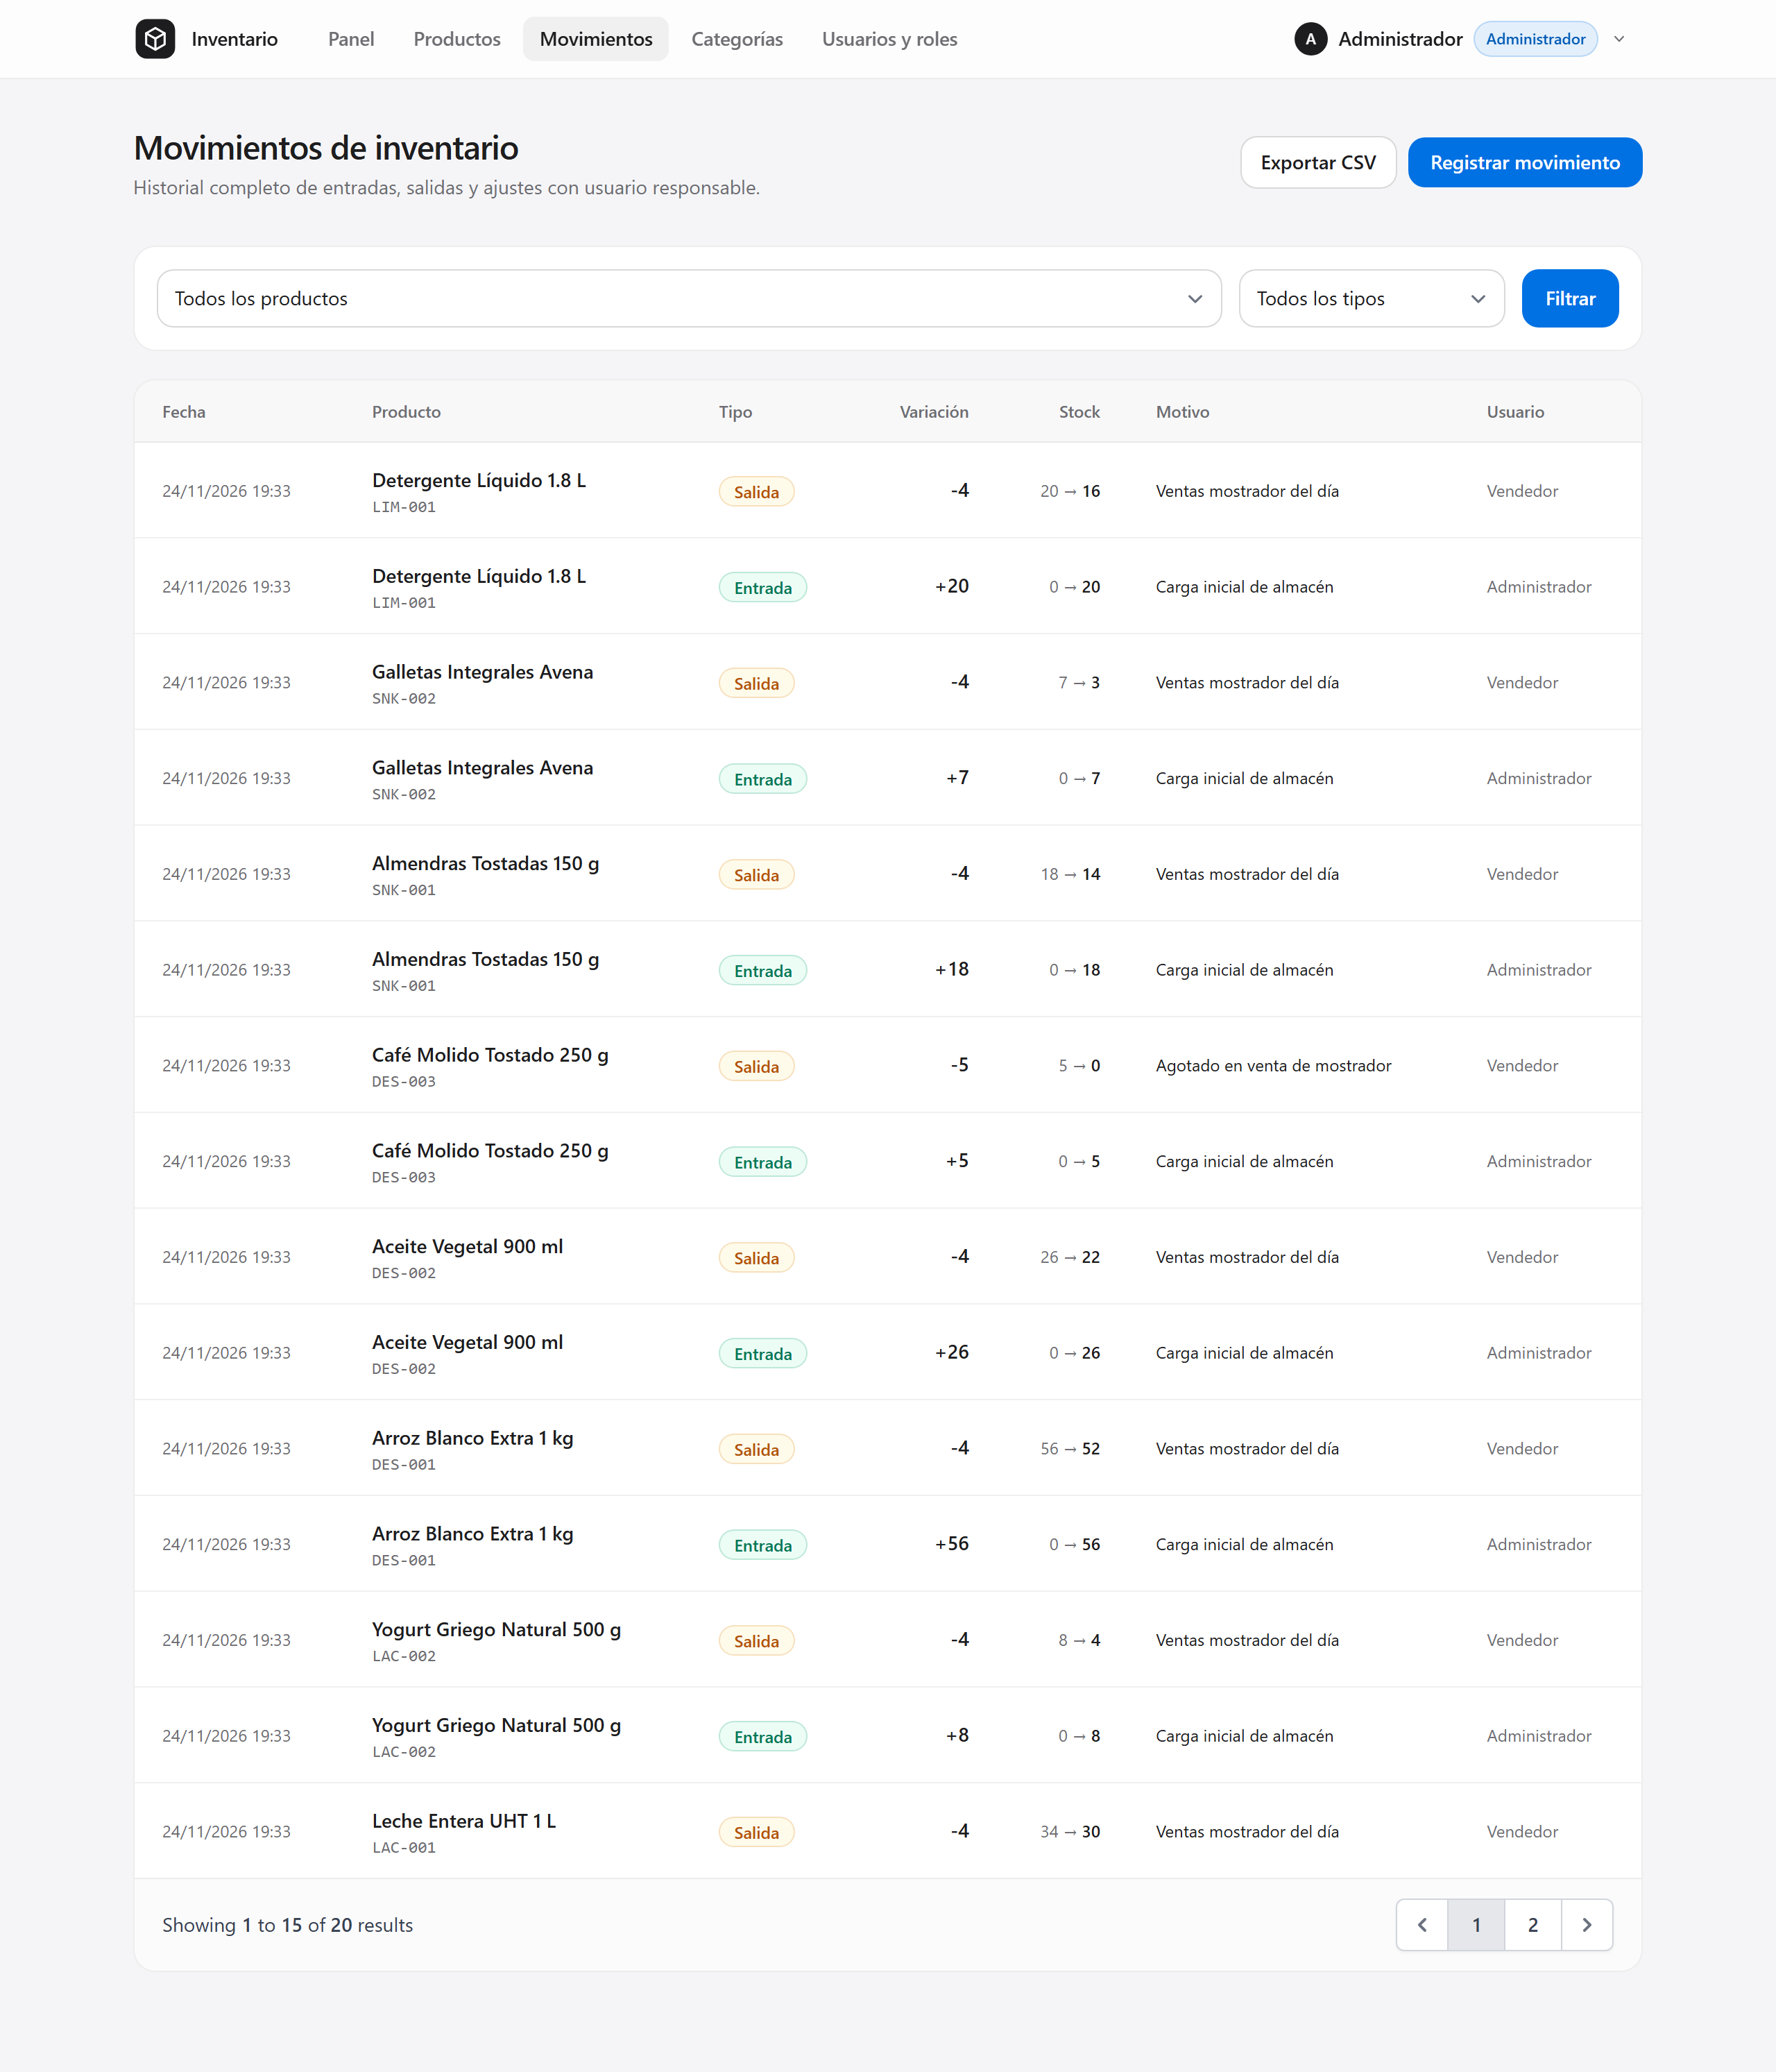 Inventario Panel Productos Movimientos Categorías Usuarios y roles A Administrador Administrador
Movimientos de inventario
Historial completo de entradas, salidas y ajustes con usuario responsable.
Exportar CSV Registrar movimiento
Todos los productos Todos los tipos Filtrar
Fecha Producto Tipo Variación Stock Motivo Usuario
24/11/2026 19:33 Detergente Líquido 1.8 L Salida -4 20 → 16 Ventas mostrador del día Vendedor
LIM-001
24/11/2026 19:33 Detergente Líquido 1.8 L Entrada +20 0 → 20 Carga inicial de almacén Administrador
LIM-001
24/11/2026 19:33 Galletas Integrales Avena Salida -4 7 → 3 Ventas mostrador del día Vendedor
SNK-002
24/11/2026 19:33 Galletas Integrales Avena Entrada +7 0 → 7 Carga inicial de almacén Administrador
SNK-002
24/11/2026 19:33 Almendras Tostadas 150 g Salida -4 18 → 14 Ventas mostrador del día Vendedor
SNK-001
24/11/2026 19:33 Almendras Tostadas 150 g Entrada +18 0 → 18 Carga inicial de almacén Administrador
SNK-001
24/11/2026 19:33 Café Molido Tostado 250 g Salida -5 5 → 0 Agotado en venta de mostrador Vendedor
DES-003
24/11/2026 19:33 Café Molido Tostado 250 g Entrada +5 0 → 5 Carga inicial de almacén Administrador
DES-003
24/11/2026 19:33 Aceite Vegetal 900 ml Salida -4 26 → 22 Ventas mostrador del día Vendedor
DES-002
24/11/2026 19:33 Aceite Vegetal 900 ml Entrada +26 0 → 26 Carga inicial de almacén Administrador
DES-002
24/11/2026 19:33 Arroz Blanco Extra 1 kg Salida -4 56 → 52 Ventas mostrador del día Vendedor
DES-001
24/11/2026 19:33 Arroz Blanco Extra 1 kg Entrada +56 0 → 56 Carga inicial de almacén Administrador
DES-001
24/11/2026 19:33 Yogurt Griego Natural 500 g Salida -4 8 → 4 Ventas mostrador del día Vendedor
LAC-002
24/11/2026 19:33 Yogurt Griego Natural 500 g Entrada +8 0 → 8 Carga inicial de almacén Administrador
LAC-002
24/11/2026 19:33 Leche Entera UHT 1 L Salida -4 34 → 30 Ventas mostrador del día Vendedor
LAC-001
Showing 1 to 15 of 20 results 1 2